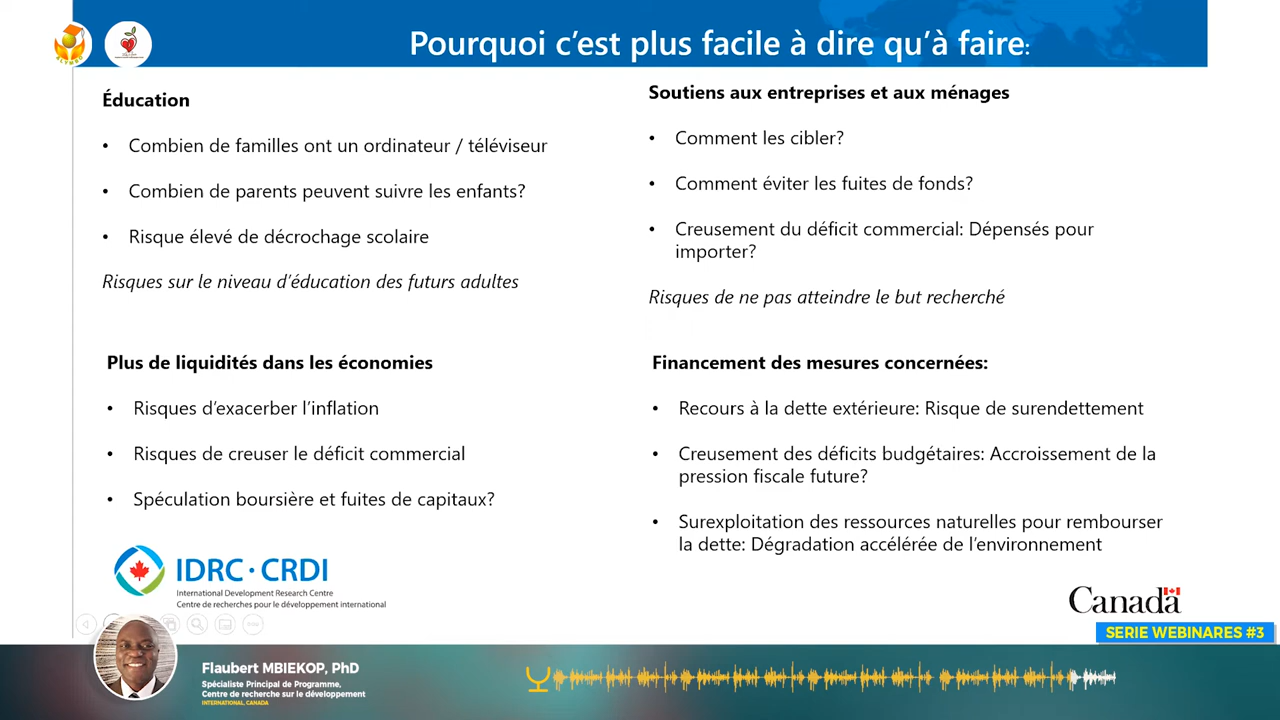 Pourquoi c'est plus facile à dire qu'à faire:
Éducation
• Combien de familles ont un ordinateur / téléviseur
• Combien de parents peuvent suivre les enfants?
• Risque élevé de décrochage scolaire
Risques sur le niveau d'éducation des futurs adultes
Soutiens aux entreprises et aux ménages
• Comment les cibler?
• Comment éviter les fuites de fonds?
• Creusement du déficit commercial: Dépensés pour
importer?
Risques de ne pas atteindre le but recherché
Plus de liquidités dans les économies
• Risques d'exacerber l'inflation
• Risques de creuser le déficit commercial
• Spéculation boursière et fuites de capitaux?
Financement des mesures concernées:
• Recours à la dette extérieure: Risque de surendettement
• Creusement des déficits budgétaires: Accroissement de la
pression fiscale future?
• Surexploitation des ressources naturelles pour rembourser
la dette: Dégradation accélérée de l'environnement
IDRC · CRDI
International Development Research Centre
Centre de recherches pour le développement international
Canada
SERIE WEBINARES #3
Flaubert MBIEKOP, PhD
Spécialiste Principal de Programme,
Centre de recherche sur le développement
INTERNATIONAL, CANADA